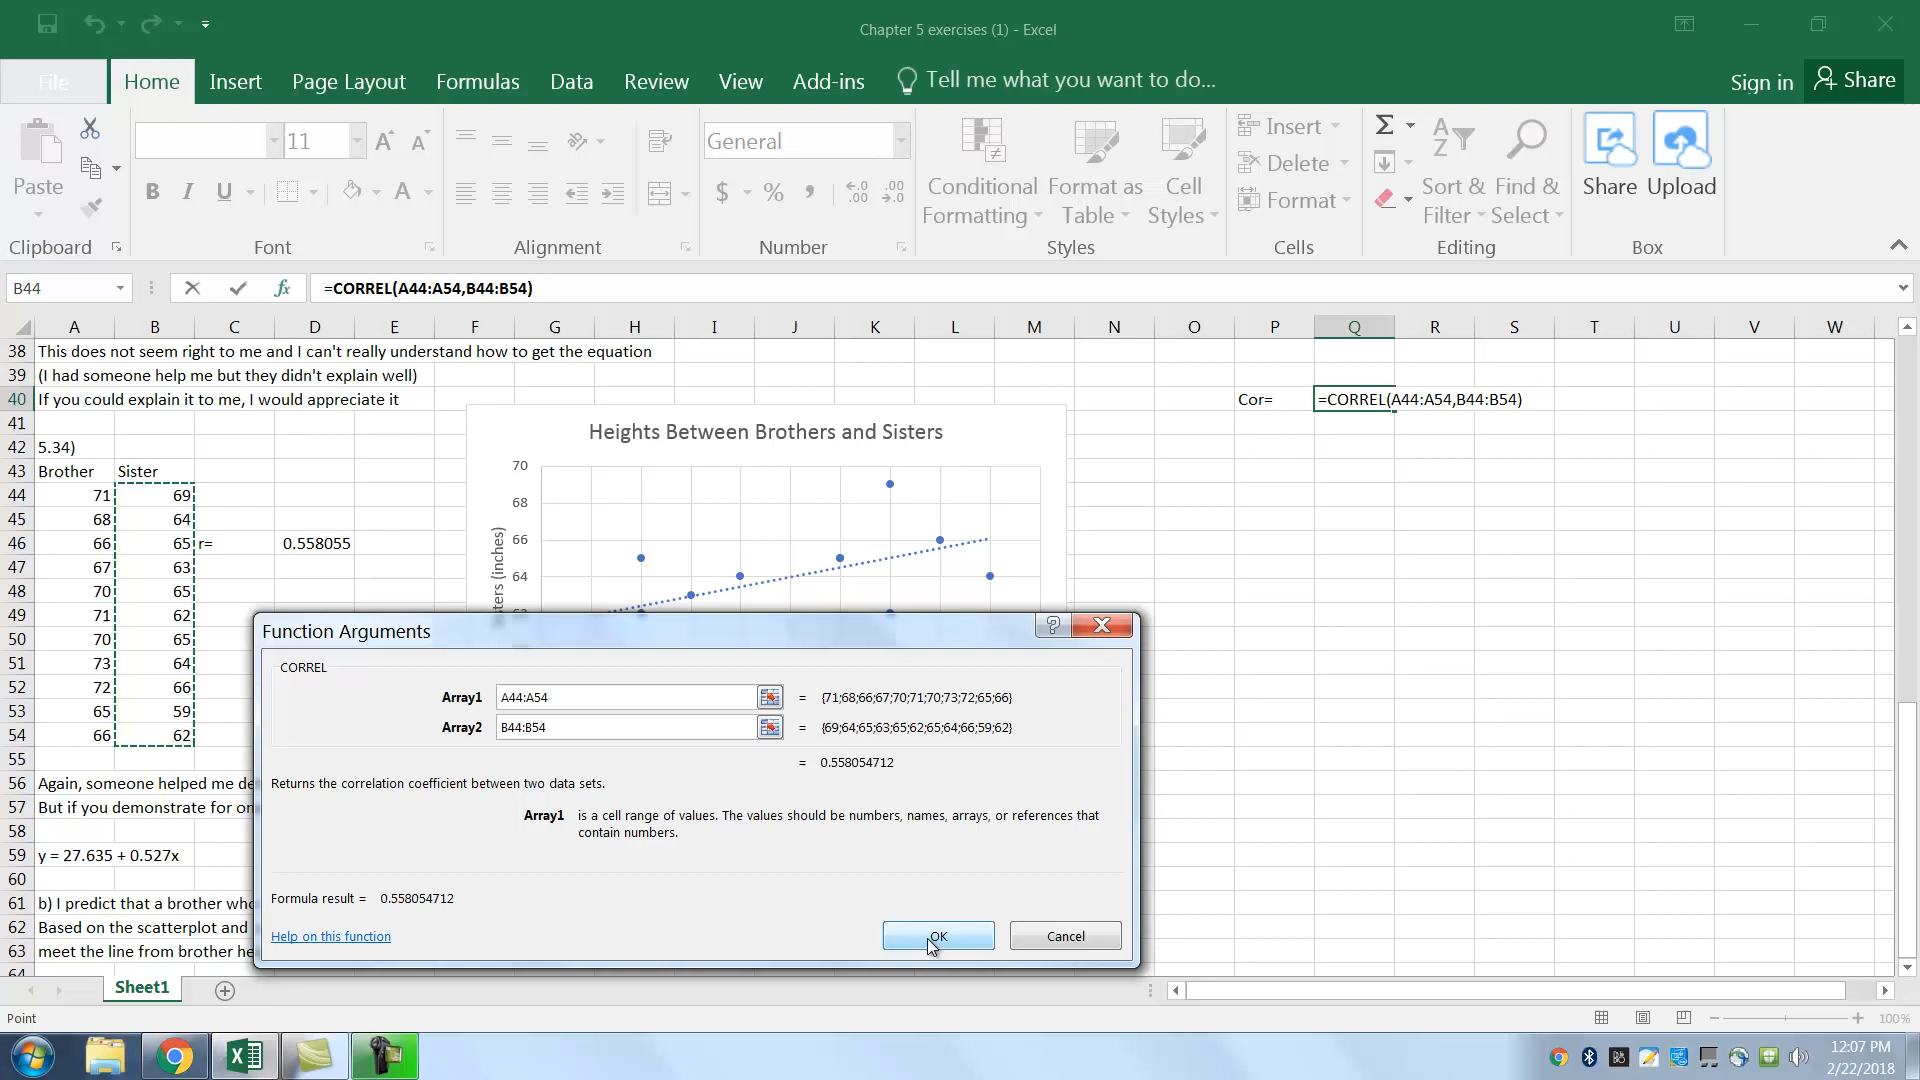 Chapter 5 exercises (1) - Excel
File Home Insert Page Layout Formulas Data Review View Add-ins Tell me what you want to do... Sign in Share
11 General
Paste
B I U A $ % Conditional Formatting Format as Table Cell Styles
Insert
Delete
Format
Sort & Filter Find & Select Share Upload
Clipboard Font Alignment Number Styles Cells Editing Box
B44 fx =CORREL(A44:A54,B44:B54)
A B C D E F G H I J K L M N O P Q R S T U V W
38 This does not seem right to me and I can't really understand how to get the equation
39 (I had someone help me but they didn't explain well)
40 If you could explain it to me, I would appreciate it Cor= =CORREL(A44:A54,B44:B54)
41
42 5.34)
43 Brother Sister
44 71 69
45 68 64
46 66 65 r= 0.558055
47 67 63
48 70 65
49 71 62
50 70 65
51 73 64
52 72 66
53 65 59
54 66 62
55
56 Again, someone helped me de
57 But if you demonstrate for on
58
59 y = 27.635 + 0.527x
60
61 b) I predict that a brother who
62 Based on the scatterplot and
63 meet the line from brother he
64
Heights Between Brothers and Sisters
70
68
66
64
(inches)
Function Arguments
CORREL
Array1 A44:A54 = {71;68;66;67;70;71;70;73;72;65;66}
Array2 B44:B54 = {69;64;65;63;65;62;65;64;66;59;62}
= 0.558054712
Returns the correlation coefficient between two data sets.
Array1 is a cell range of values. The values should be numbers, names, arrays, or references that
contain numbers.
Formula result = 0.558054712
Help on this function OK Cancel
Sheet1
Point 100%
12:07 PM
2/22/2018